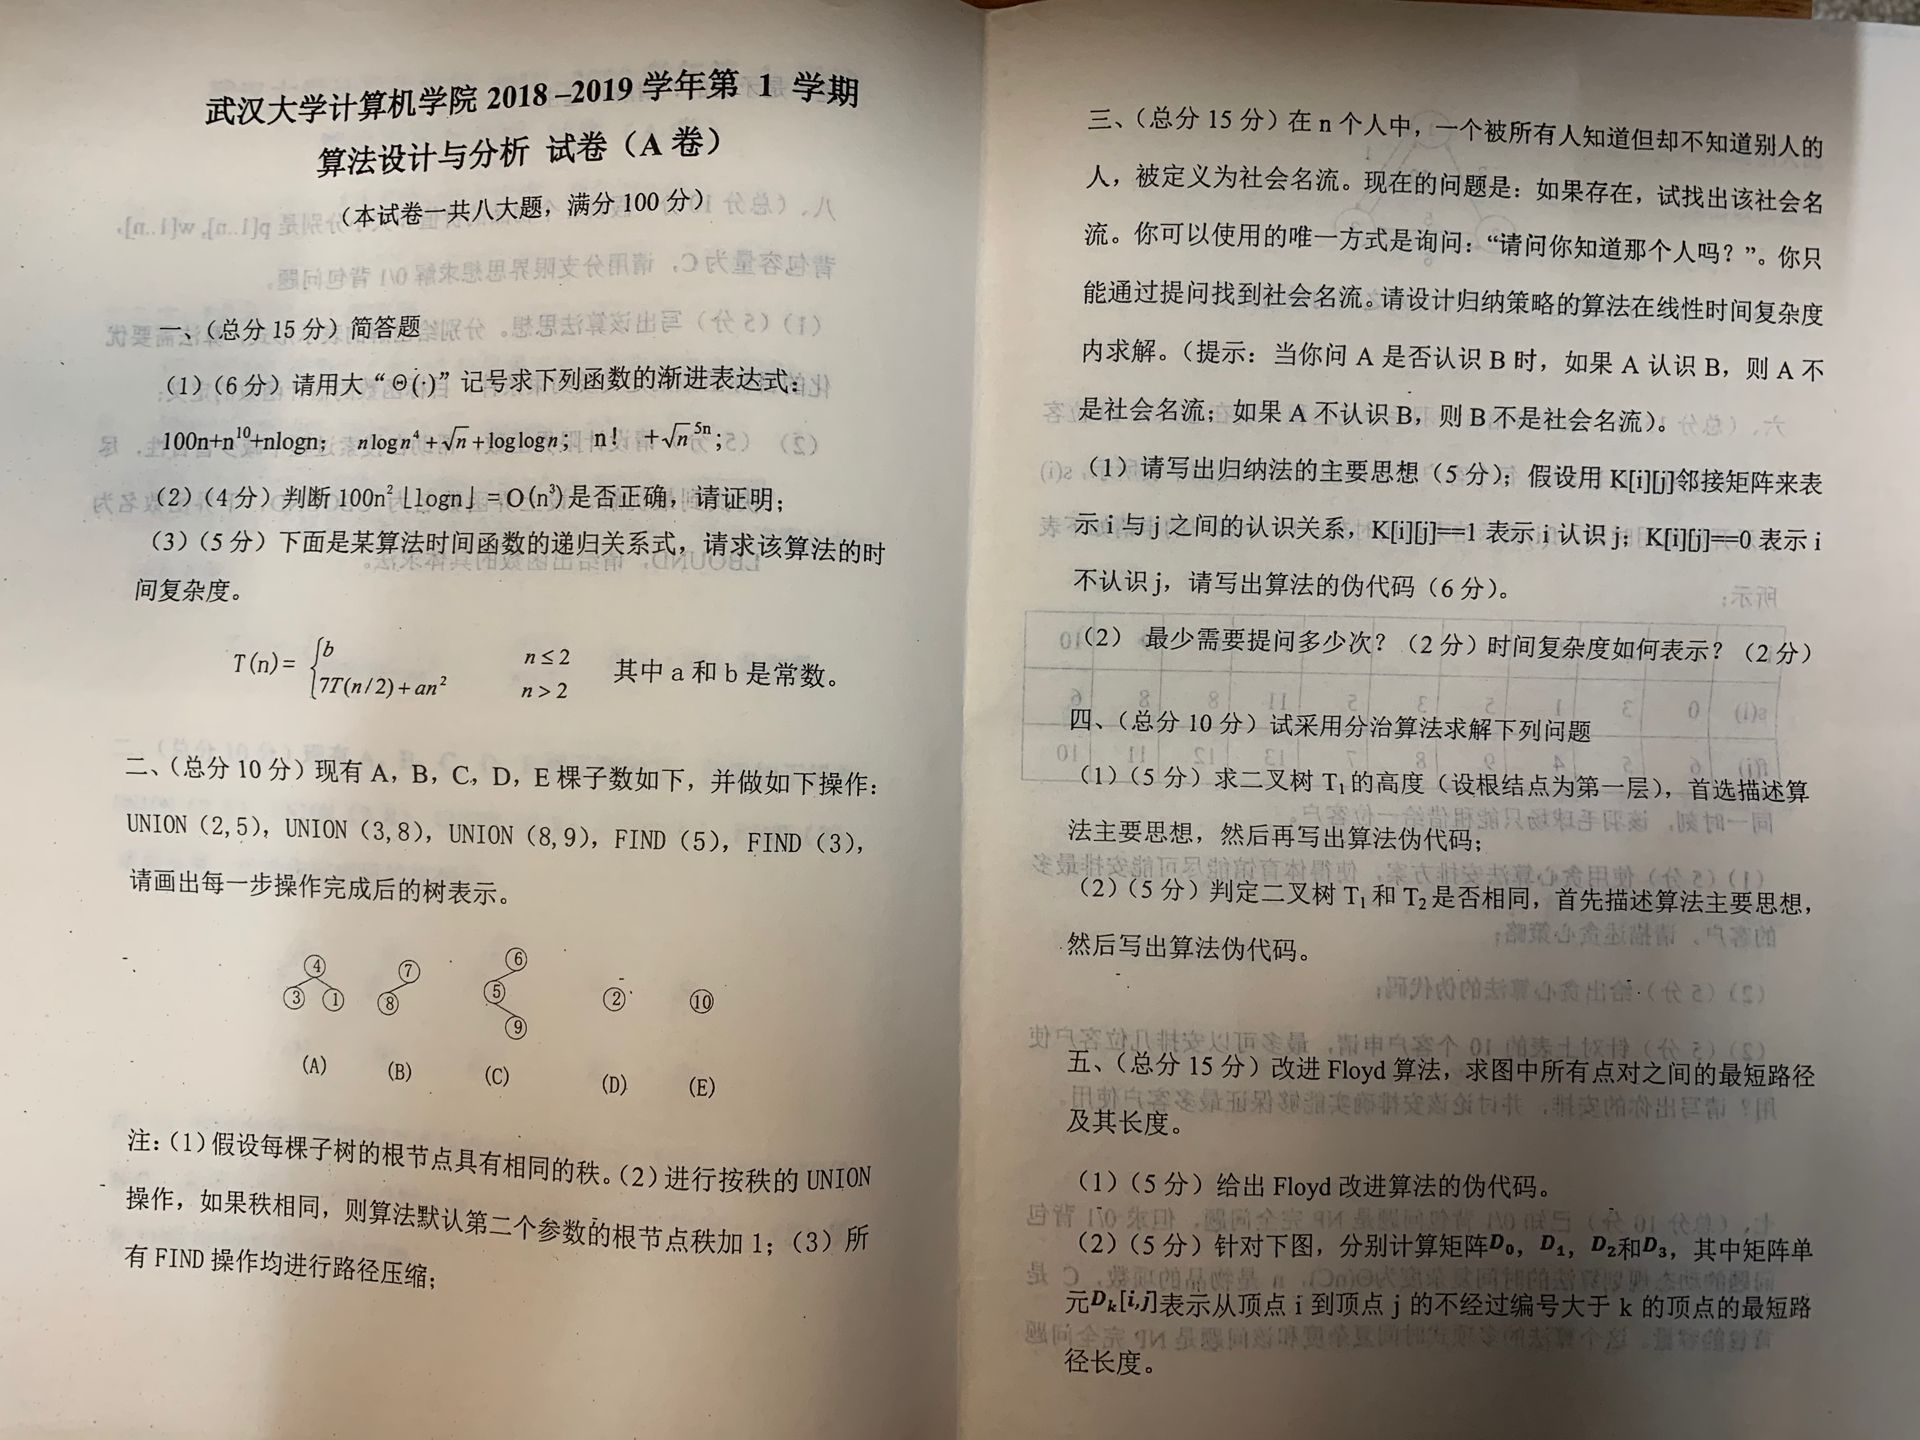 武汉大学计算机学院 2018–2019 学年第 1 学期
算法设计与分析 试卷（A 卷）
（本试卷一共八大题，满分 100 分）
一、（总分 15 分）简答题
（1）（6 分）请用大“Θ(·)”记号求下列函数的渐进表达式：
100n+n¹⁰+nlogn； nlogn⁴+√n+loglogn； n！ +√n⁵ⁿ；
（2）（4 分）判断 100n²⌊logn⌋＝O(n³)是否正确，请证明；
（3）（5 分）下面是某算法时间函数的递归关系式，请求该算法的时
间复杂度。
T(n)= { b n≤2
7T(n/2)+an² n>2 其中 a 和 b 是常数。
二、（总分 10 分）现有 A，B，C，D，E 棵子数如下，并做如下操作：
UNION（2,5），UNION（3,8），UNION（8,9），FIND（5），FIND（3），
请画出每一步操作完成后的树表示。
4 7 6
3 1 8 5 2 10
9
(A) (B) (C) (D) (E)
注：（1）假设每棵子树的根节点具有相同的秩。（2）进行按秩的 UNION
操作，如果秩相同，则算法默认第二个参数的根节点秩加 1；（3）所
有 FIND 操作均进行路径压缩；
三、（总分 15 分）在 n 个人中，一个被所有人知道但却不知道别人的
人，被定义为社会名流。现在的问题是：如果存在，试找出该社会名
流。你可以使用的唯一方式是询问：“请问你知道那个人吗？”。你只
能通过提问找到社会名流。请设计归纳策略的算法在线性时间复杂度
内求解。（提示：当你问 A 是否认识 B 时，如果 A 认识 B，则 A 不
是社会名流；如果 A 不认识 B，则 B 不是社会名流）。
（1）请写出归纳法的主要思想（5 分）；假设用 K[i][j]邻接矩阵来表
示 i 与 j 之间的认识关系，K[i][j]==1 表示 i 认识 j；K[i][j]==0 表示 i
不认识 j，请写出算法的伪代码（6 分）。
（2） 最少需要提问多少次？（2 分）时间复杂度如何表示？（2 分）
四、（总分 10 分）试采用分治算法求解下列问题
（1）（5 分）求二叉树 T₁的高度（设根结点为第一层），首选描述算
法主要思想，然后再写出算法伪代码；
（2）（5 分）判定二叉树 T₁和 T₂是否相同，首先描述算法主要思想，
然后写出算法伪代码。
五、（总分 15 分）改进 Floyd 算法，求图中所有点对之间的最短路径
及其长度。
（1）（5 分）给出 Floyd 改进算法的伪代码。
（2）（5 分）针对下图，分别计算矩阵D₀，D₁，D₂和D₃，其中矩阵单
元Dₖ[i,j]表示从顶点 i 到顶点 j 的不经过编号大于 k 的顶点的最短路
径长度。